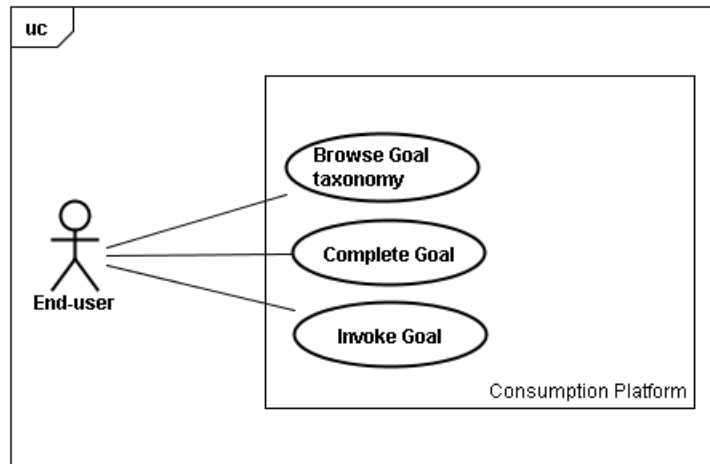 uc
Browse Goal
taxonomy
Complete Goal
End-user
Invoke Goal
Consumption Platform